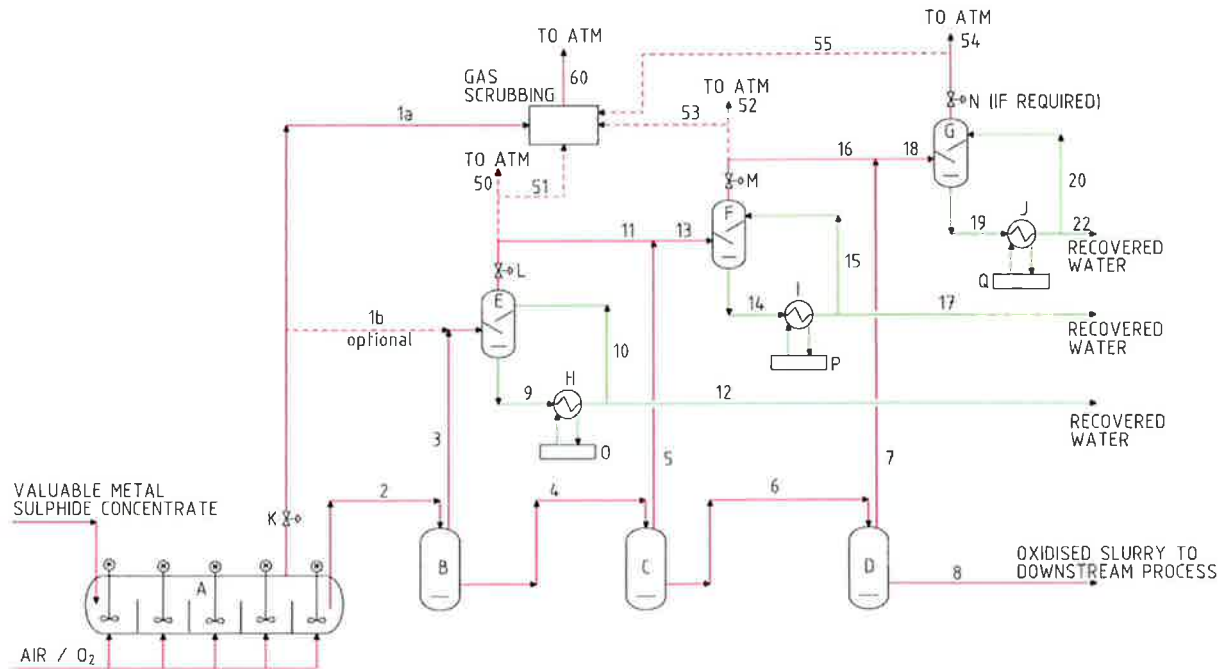 TO ATM
54
55
TO ATM
60
GAS
SCRUBBING
N (IF REQUIRED)
TO ATM
52
1a
53
G
16
18
TO ATM
50
51
M
20
F
J
11
13
19
22
RECOVERED
WATER
L
15
Q
E
I
1b
optional
14
17
RECOVERED
WATER
10
P
H
9
12
RECOVERED
WATER
3
O
5
7
VALUABLE METAL
SULPHIDE CONCENTRATE
2
4
6
K
B
C
D
OXIDISED SLURRY TO
DOWNSTREAM PROCESS
8
A
AIR / O₂